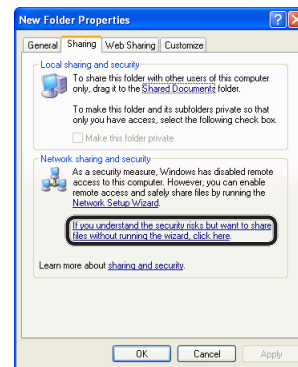 New Folder Properties
General Sharing Web Sharing Customize
Local sharing and security
To share this folder with other users of this computer
only, drag it to the Shared Documents folder.
To make this folder and its subfolders private so that
only you have access, select the following check box.
Make this folder private
Network sharing and security
As a security measure, Windows has disabled remote
access to this computer. However, you can enable
remote access and safely share files by running the
Network Setup Wizard.
If you understand the security risks but want to share
files without running the wizard, click here.
Learn more about sharing and security.
OK Cancel Apply